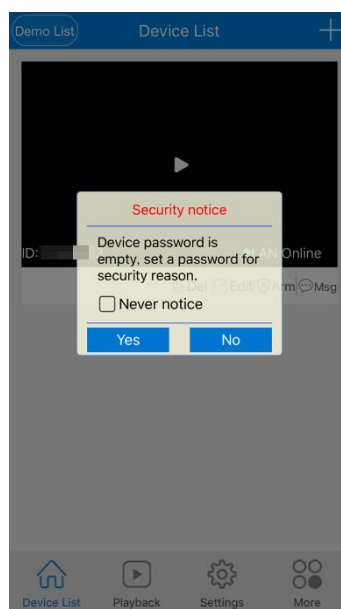 Demo List
Device List
Security notice
Device password is
empty, set a password for
security reason.
Never notice
Yes
No
ID:
LAN Online
Del Edit Arm Msg
Device List
Playback
Settings
More